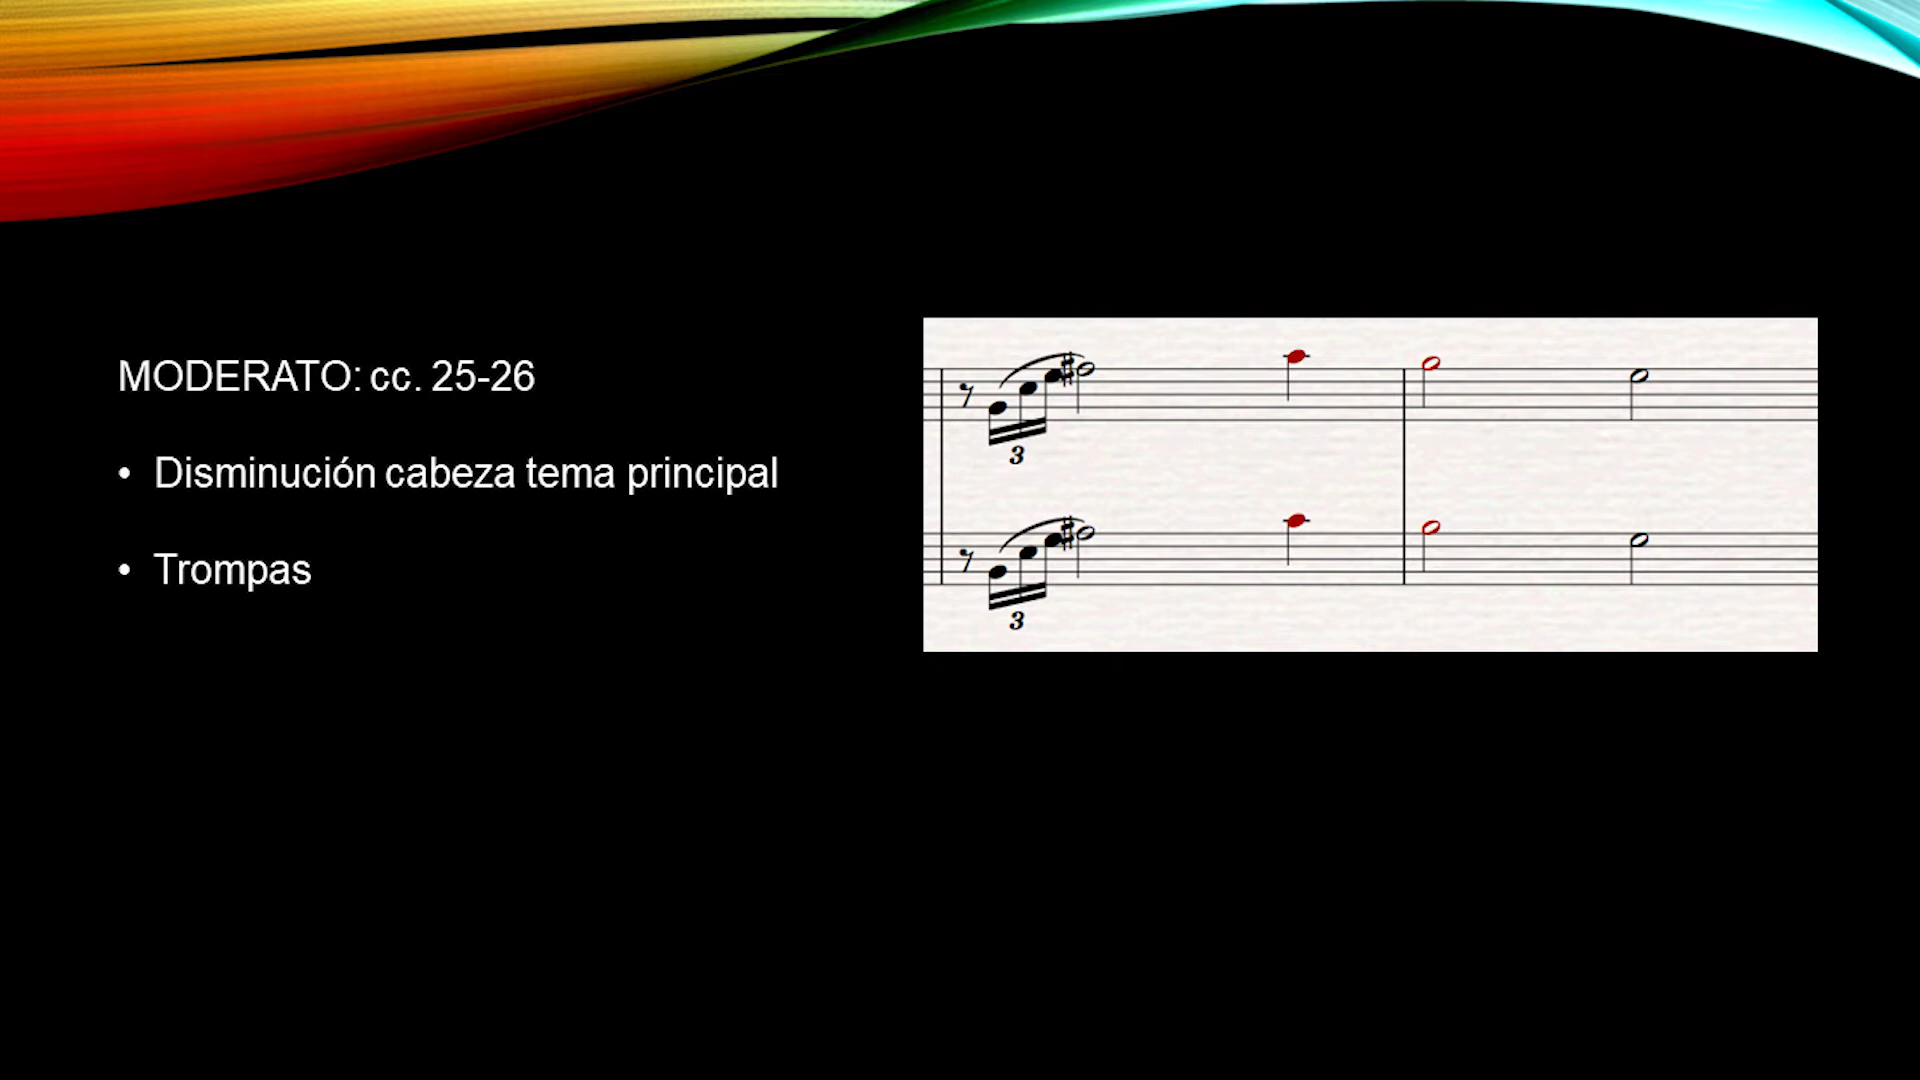 MODERATO: cc. 25-26
• Disminución cabeza tema principal
• Trompas
3
3